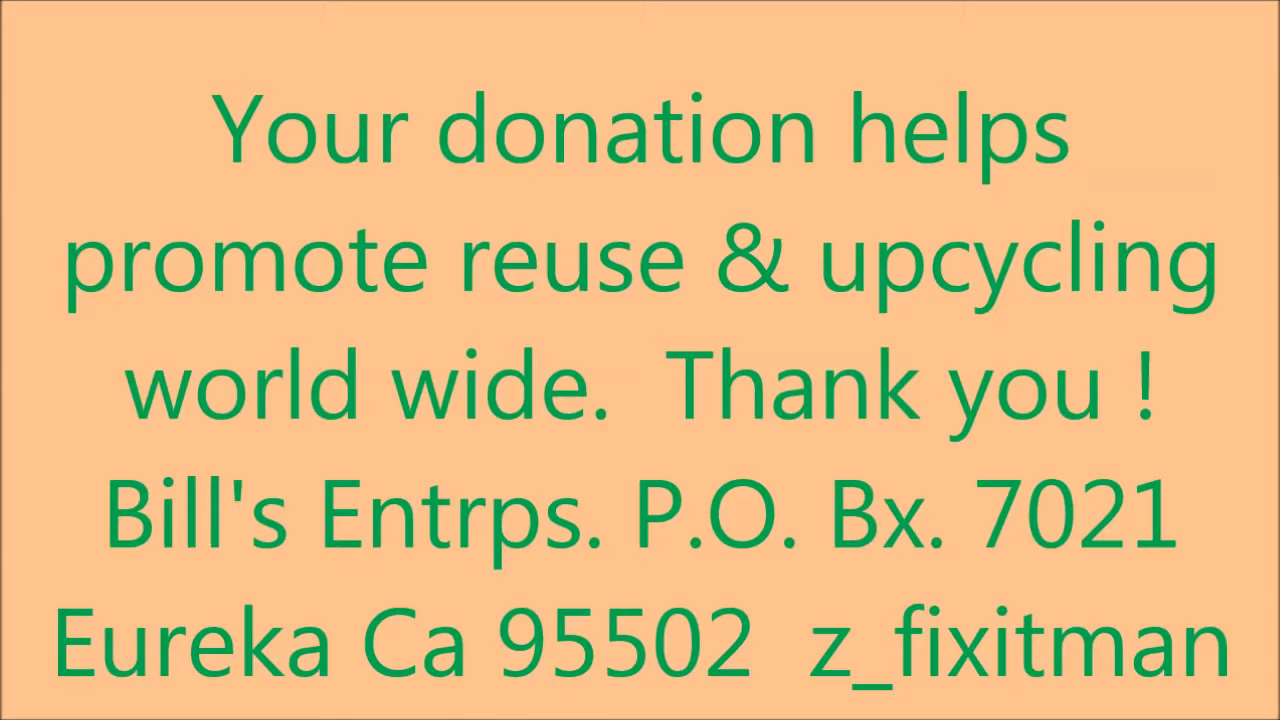 Your donation helps
promote reuse & upcycling
world wide.  Thank you !
Bill's Entrps. P.O. Bx. 7021
Eureka Ca 95502  z_fixitman